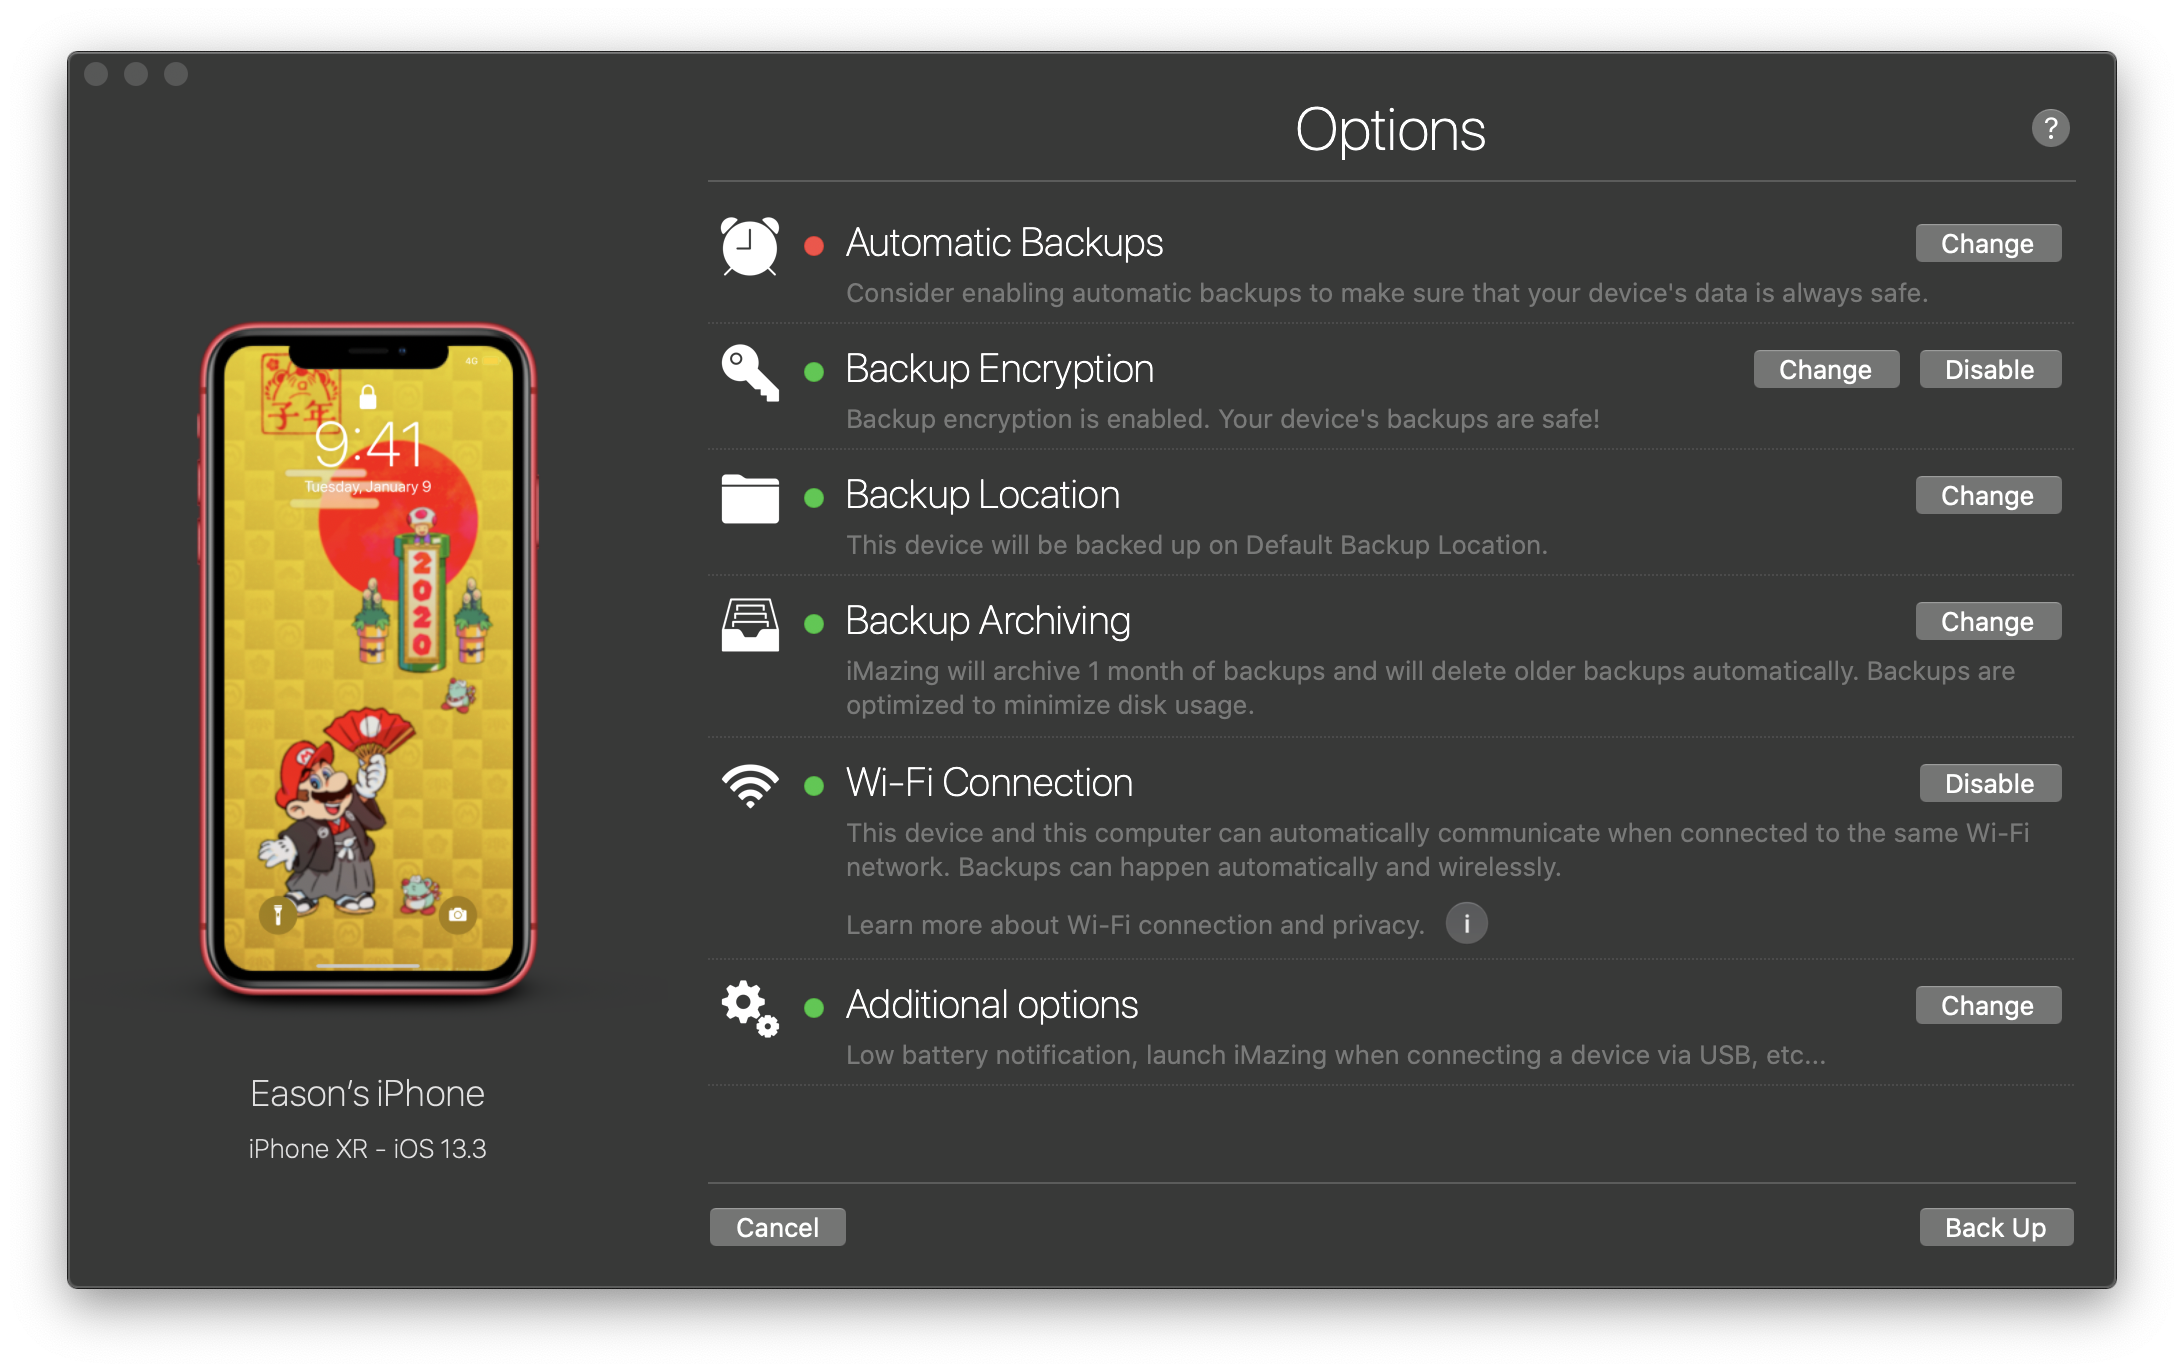 Options
?
Automatic Backups
Change
Consider enabling automatic backups to make sure that your device's data is always safe.
Backup Encryption
Change
Disable
Backup encryption is enabled. Your device's backups are safe!
Backup Location
Change
This device will be backed up on Default Backup Location.
Backup Archiving
Change
iMazing will archive 1 month of backups and will delete older backups automatically. Backups are
optimized to minimize disk usage.
Wi-Fi Connection
Disable
This device and this computer can automatically communicate when connected to the same Wi-Fi
network. Backups can happen automatically and wirelessly.
Learn more about Wi-Fi connection and privacy.
i
Additional options
Change
Low battery notification, launch iMazing when connecting a device via USB, etc...
Cancel
Back Up
4G
子年
9:41
Tuesday, January 9
2020
M
Eason’s iPhone
iPhone XR - iOS 13.3